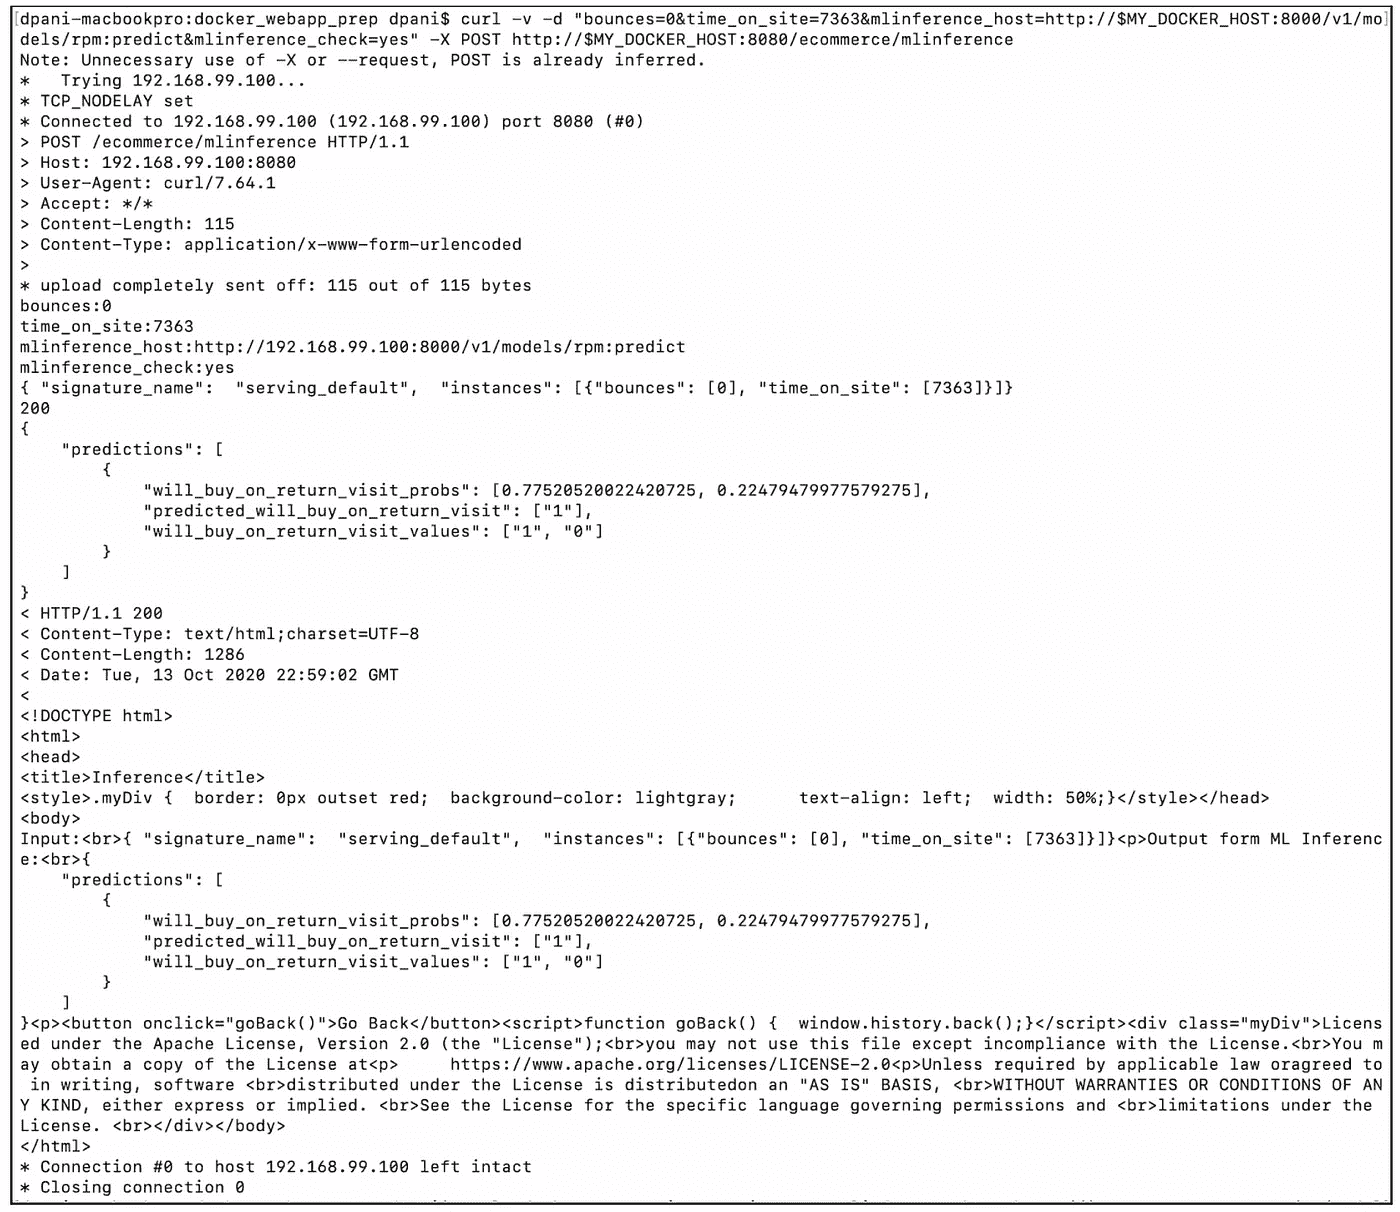 [dpani-macbookpro:docker_webapp_prep dpani$ curl -v -d "bounces=0&time_on_site=7363&mlinference_host=http://$MY_DOCKER_HOST:8000/v1/mo]
dels/rpm:predict&mlinference_check=yes" -X POST http://$MY_DOCKER_HOST:8080/ecommerce/mlinference
Note: Unnecessary use of -X or --request, POST is already inferred.
*   Trying 192.168.99.100...
* TCP_NODELAY set
* Connected to 192.168.99.100 (192.168.99.100) port 8080 (#0)
> POST /ecommerce/mlinference HTTP/1.1
> Host: 192.168.99.100:8080
> User-Agent: curl/7.64.1
> Accept: */*
> Content-Length: 115
> Content-Type: application/x-www-form-urlencoded
>
* upload completely sent off: 115 out of 115 bytes
bounces:0
time_on_site:7363
mlinference_host:http://192.168.99.100:8000/v1/models/rpm:predict
mlinference_check:yes
{ "signature_name":  "serving_default",  "instances": [{"bounces": [0], "time_on_site": [7363]}]}
200
{
    "predictions": [
        {
            "will_buy_on_return_visit_probs": [0.77520520022420725, 0.22479479977579275],
            "predicted_will_buy_on_return_visit": ["1"],
            "will_buy_on_return_visit_values": ["1", "0"]
        }
    ]
}
< HTTP/1.1 200
< Content-Type: text/html;charset=UTF-8
< Content-Length: 1286
< Date: Tue, 13 Oct 2020 22:59:02 GMT
<
<!DOCTYPE html>
<html>
<head>
<title>Inference</title>
<style>.myDiv {  border: 0px outset red;  background-color: lightgray;      text-align: left;  width: 50%;}</style></head>
<body>
Input:<br>{ "signature_name":  "serving_default",  "instances": [{"bounces": [0], "time_on_site": [7363]}]}<p>Output form ML Inferenc
e:<br>{
    "predictions": [
        {
            "will_buy_on_return_visit_probs": [0.77520520022420725, 0.22479479977579275],
            "predicted_will_buy_on_return_visit": ["1"],
            "will_buy_on_return_visit_values": ["1", "0"]
        }
    ]
}<p><button onclick="goBack()">Go Back</button><script>function goBack() {  window.history.back();}</script><div class="myDiv">Licens
ed under the Apache License, Version 2.0 (the "License");<br>you may not use this file except incompliance with the License.<br>You m
ay obtain a copy of the License at<p>     https://www.apache.org/licenses/LICENSE-2.0<p>Unless required by applicable law oragreed to
 in writing, software <br>distributed under the License is distributedon an "AS IS" BASIS, <br>WITHOUT WARRANTIES OR CONDITIONS OF AN
Y KIND, either express or implied. <br>See the License for the specific language governing permissions and <br>limitations under the
License. <br></div></body>
</html>
* Connection #0 to host 192.168.99.100 left intact
* Closing connection 0